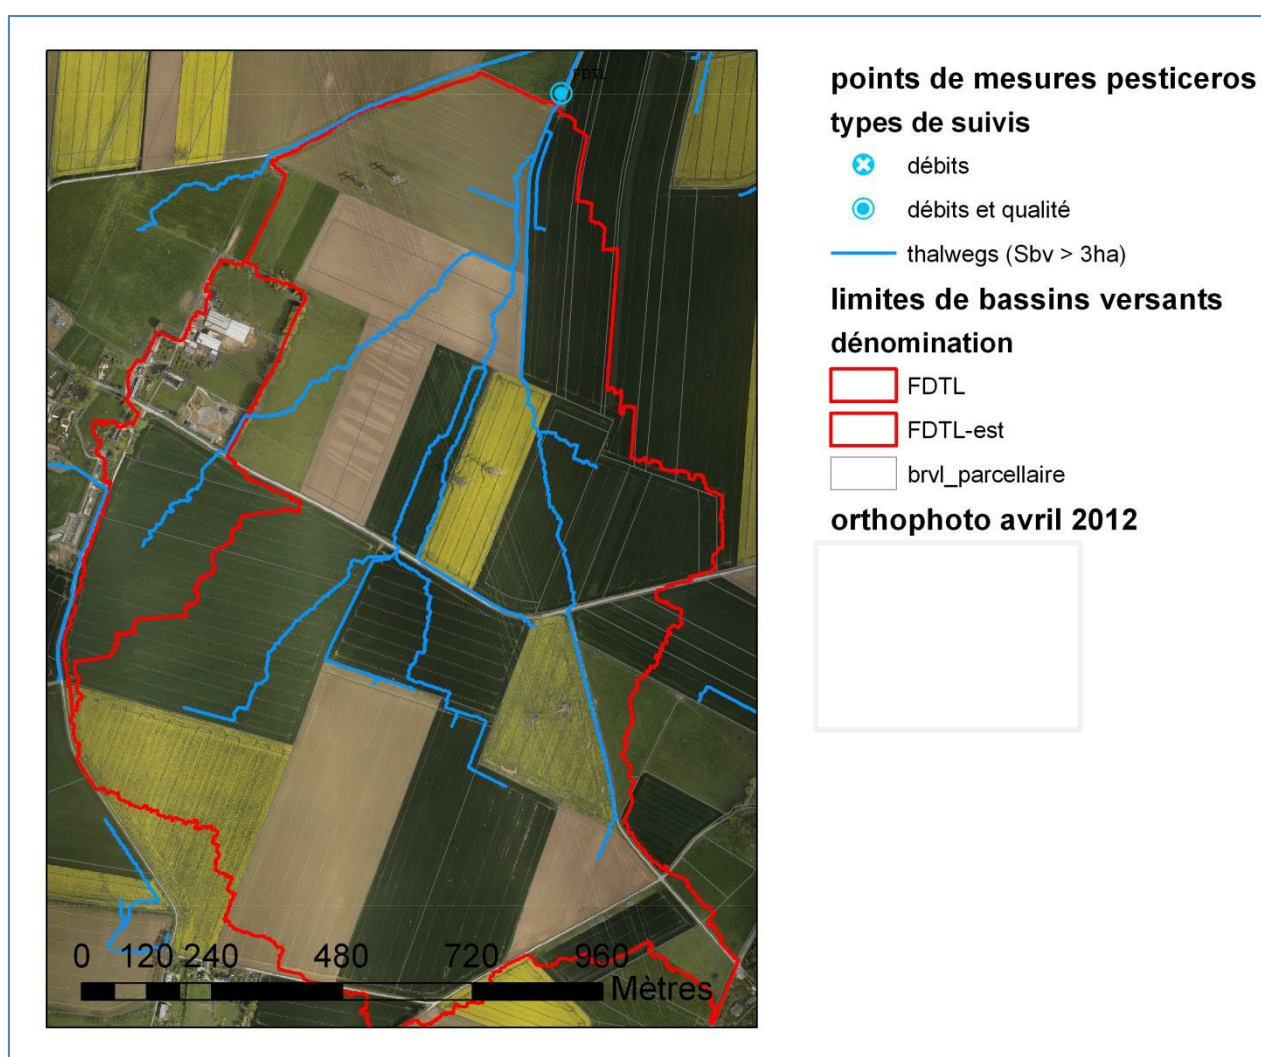 FDTL
points de mesures pesticeros
types de suivis
débits
débits et qualité
thalwegs (Sbv > 3ha)
limites de bassins versants
dénomination
FDTL
FDTL-est
brvl_parcellaire
orthophoto avril 2012
0 120 240 480 720 960
Mètres